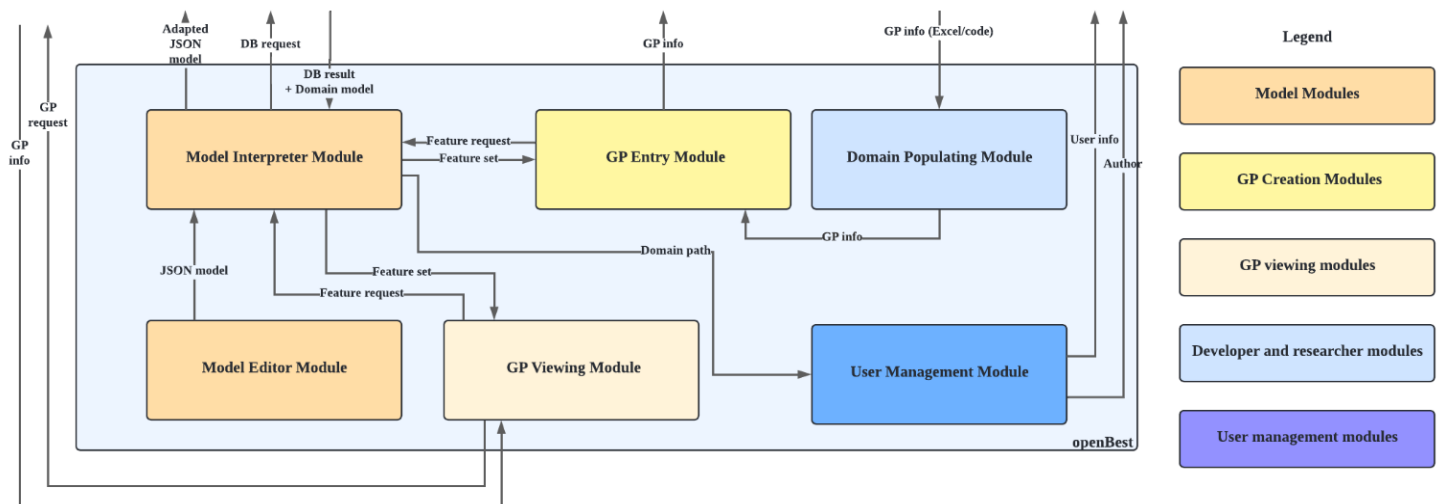 Adapted
JSON
model
DB request
DB result
+ Domain model
GP info
GP info (Excel/code)
Legend
GP
request
GP
info
Model Interpreter Module
Feature request
Feature set
GP Entry Module
Domain Populating Module
User info
Author
Model Modules
GP Creation Modules
GP info
Domain path
JSON model
Feature set
Feature request
GP viewing modules
Model Editor Module
GP Viewing Module
User Management Module
Developer and researcher modules
openBest
User management modules